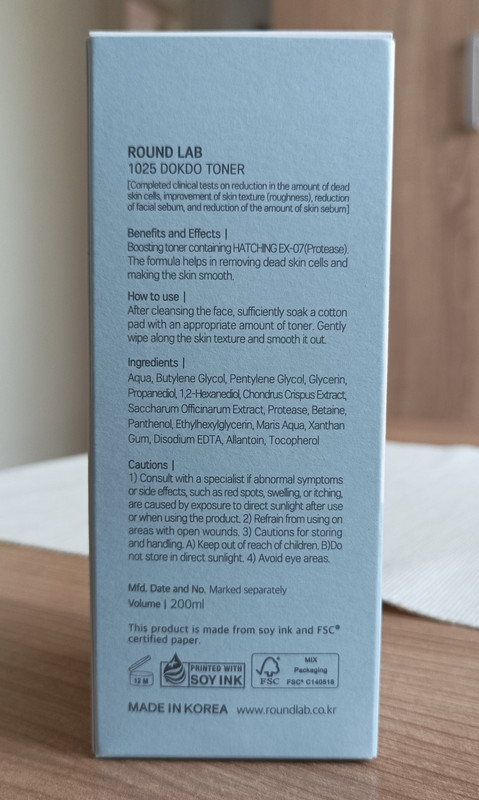 ROUND LAB
1025 DOKDO TONER
[Completed clinical tests on reduction in the amount of dead
skin cells, improvement of skin texture (roughness), reduction
of facial sebum, and reduction of the amount of skin sebum]
Benefits and Effects |
Boosting toner containing HATCHING EX-07(Protease).
The formula helps in removing dead skin cells and
making the skin smooth.
How to use |
After cleansing the face, sufficiently soak a cotton
pad with an appropriate amount of toner. Gently
wipe along the skin texture and smooth it out.
Ingredients |
Aqua, Butylene Glycol, Pentylene Glycol, Glycerin,
Propanediol, 1,2-Hexanediol, Chondrus Crispus Extract,
Saccharum Officinarum Extract, Protease, Betaine,
Panthenol, Ethylhexylglycerin, Maris Aqua, Xanthan
Gum, Disodium EDTA, Allantoin, Tocopherol
Cautions |
1) Consult with a specialist if abnormal symptoms
or side effects, such as red spots, swelling, or itching,
are caused by exposure to direct sunlight after use
or when using the product. 2) Refrain from using on
areas with open wounds. 3) Cautions for storing
and handling. A) Keep out of reach of children. B)Do
not store in direct sunlight. 4) Avoid eye areas.
Mfd. Date and No. Marked separately
Volume | 200ml
This product is made from soy ink and FSC®
certified paper.
12 M
PRINTED WITH
SOY INK
FSC
MIX
Packaging
FSC® C140518
MADE IN KOREA www.roundlab.co.kr